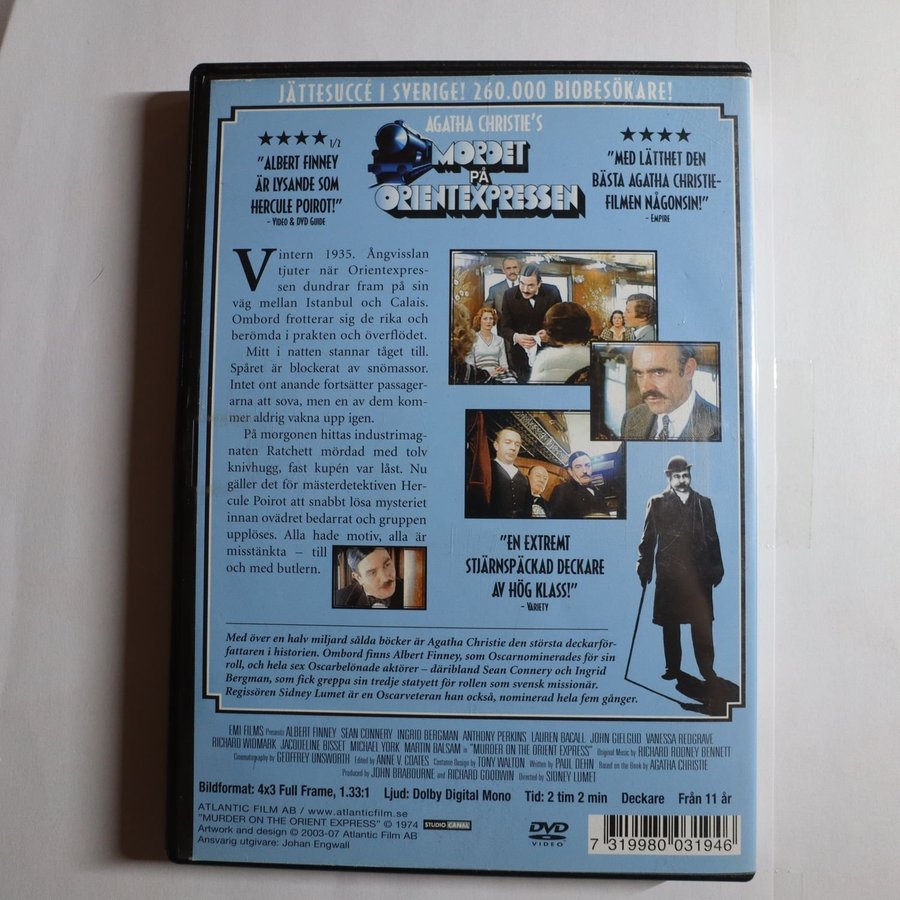 JÄTTESUCCÉ I SVERIGE! 260.000 BIOBESÖKARE!
★★★★1/2
"ALBERT FINNEY
ÄR LYSANDE SOM
HERCULE POIROT!"
- VIDEO & DVD GUIDE
AGATHA CHRISTIE'S
MORDET
PÅ
ORIENTEXPRESSEN
★★★★
"MED LÄTTHET DEN
BÄSTA AGATHA CHRISTIE-
FILMEN NÅGONSIN!"
- EMPIRE
Vintern 1935. Ångvisslan
tjuter när Orientexpres-
sen dundrar fram på sin
väg mellan Istanbul och Calais.
Ombord frotterar sig de rika och
berömda i prakten och överflödet.
Mitt i natten stannar tåget till.
Spåret är blockerat av snömassor.
Intet ont anande fortsätter passager-
arna att sova, men en av dem kom-
mer aldrig vakna upp igen.
På morgonen hittas industrimag-
naten Ratchett mördad med tolv
knivhugg, fast kupén var låst. Nu
gäller det för mästerdetektiven Her-
cule Poirot att snabbt lösa mysteriet
innan ovädret bedarrat och gruppen
upplöses. Alla hade motiv, alla är
misstänkta – till
och med butlern.
"EN EXTREMT
STJÄRNSPÄCKAD DECKARE
AV HÖG KLASS!"
- VARIETY
Med över en halv miljard sålda böcker är Agatha Christie den största deckarför-
fattaren i historien. Ombord finns Albert Finney, som Oscarnominerades för sin
roll, och hela sex Oscarbelönade aktörer – däribland Sean Connery och Ingrid
Bergman, som fick greppa sin tredje statyett för rollen som svensk missionär.
Regissören Sidney Lumet är en Oscarveteran han också, nominerad hela fem gånger.
EMI FILMS Presents ALBERT FINNEY SEAN CONNERY INGRID BERGMAN ANTHONY PERKINS LAUREN BACALL JOHN GIELGUD VANESSA REDGRAVE
RICHARD WIDMARK JACQUELINE BISSET MICHAEL YORK MARTIN BALSAM in "MURDER ON THE ORIENT EXPRESS" Original Music by RICHARD RODNEY BENNETT
Cinematography by GEOFFREY UNSWORTH Edited by ANNE V. COATES Costume Design by TONY WALTON Written by PAUL DEHN Based on the Book by AGATHA CHRISTIE
Produced by JOHN BRABOURNE and RICHARD GOODWIN Directed by SIDNEY LUMET
Bildformat: 4x3 Full Frame, 1.33:1 Ljud: Dolby Digital Mono Tid: 2 tim 2 min Deckare Från 11 år
ATLANTIC FILM AB / www.atlanticfilm.se
"MURDER ON THE ORIENT EXPRESS" © 1974
Artwork and design © 2003-07 Atlantic Film AB
Ansvarig utgivare: Johan Engwall
STUDIO CANAL
DVD
VIDEO
7 319980 031946